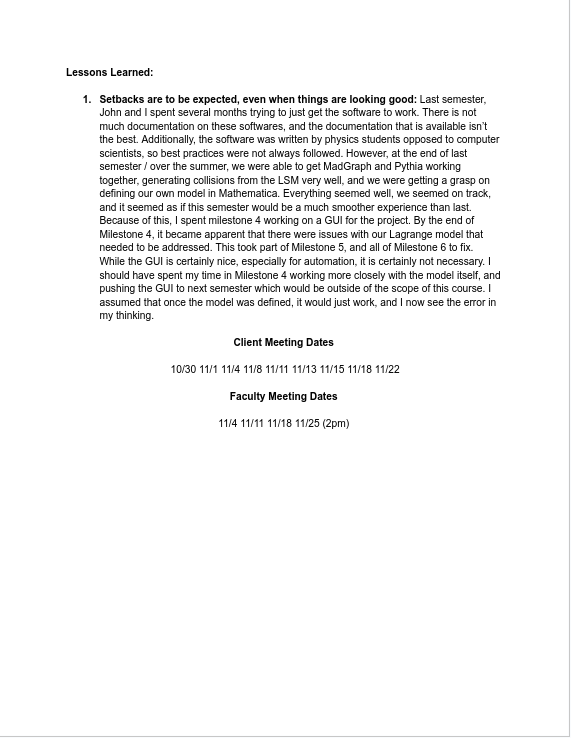 Lessons Learned:
1. Setbacks are to be expected, even when things are looking good: Last semester,
John and I spent several months trying to just get the software to work. There is
not much documentation on these softwares, and the documentation that is available isn't
the best. Additionally, the software was written by physics students opposed to computer
scientists, so best practices were not always followed. However, at the end of last
semester / over the summer, we were able to get MadGraph and Pythia working
together, generating collisions from the LSM very well, and we were getting a grasp on
defining our own model in Mathematica. Everything seemed well, we seemed on track,
and it seemed as if this semester would be a much smoother experience than last.
Because of this, I spent milestone 4 working on a GUI for the project. By the end of
Milestone 4, it became apparent that there were issues with our Lagrange model that
needed to be addressed. This took part of Milestone 5, and all of Milestone 6 to fix.
While the GUI is certainly nice, especially for automation, it is certainly not necessary. I
should have spent my time in Milestone 4 working more closely with the model itself, and
pushing the GUI to next semester which would be outside of the scope of this course. I
assumed that once the model was defined, it would just work, and I now see the error in
my thinking.
Client Meeting Dates
10/30 11/1 11/4 11/8 11/11 11/13 11/15 11/18 11/22
Faculty Meeting Dates
11/4 11/11 11/18 11/25 (2pm)